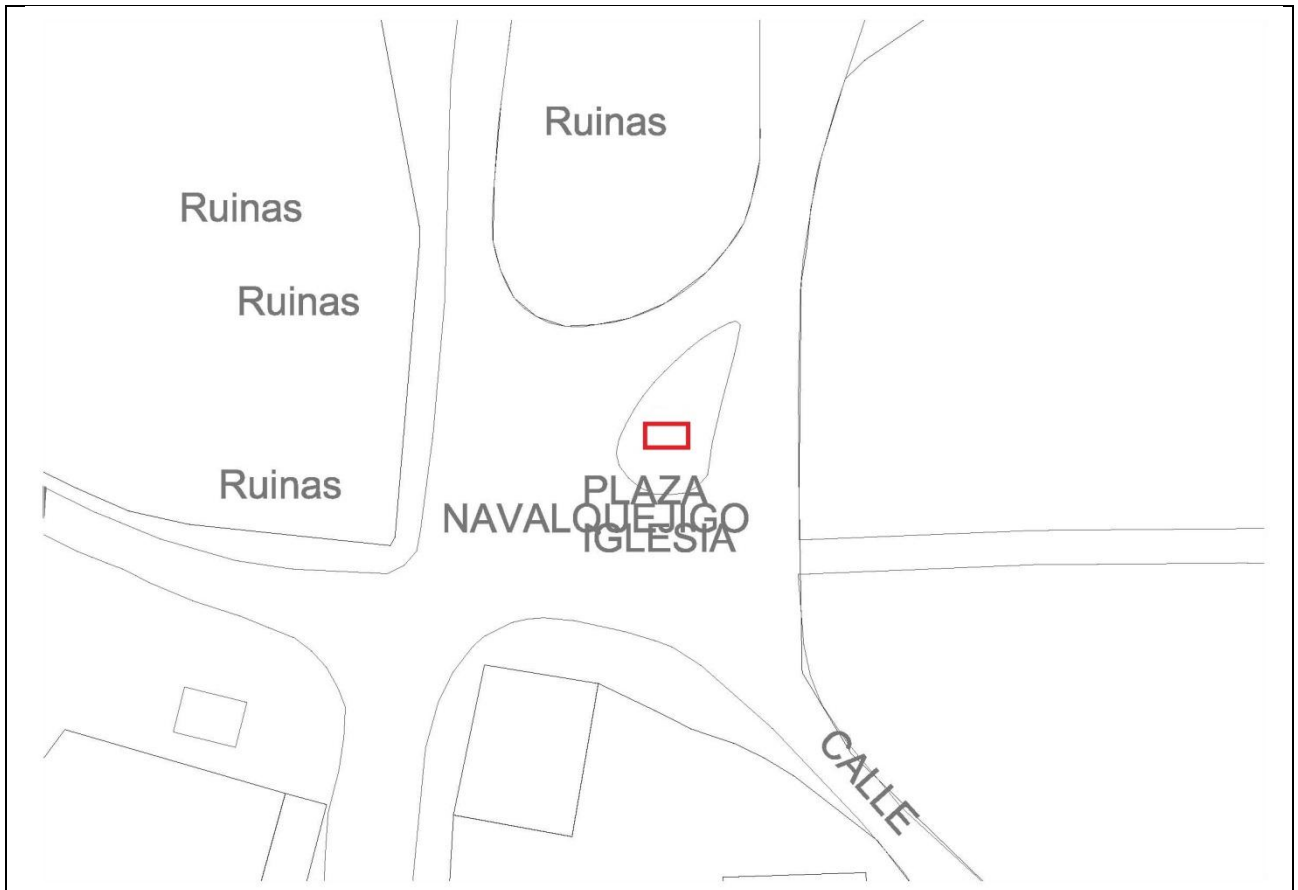 Ruinas
Ruinas
Ruinas
Ruinas
PLAZA
NAVALQUEJIGO
IGLESIA
CALLE